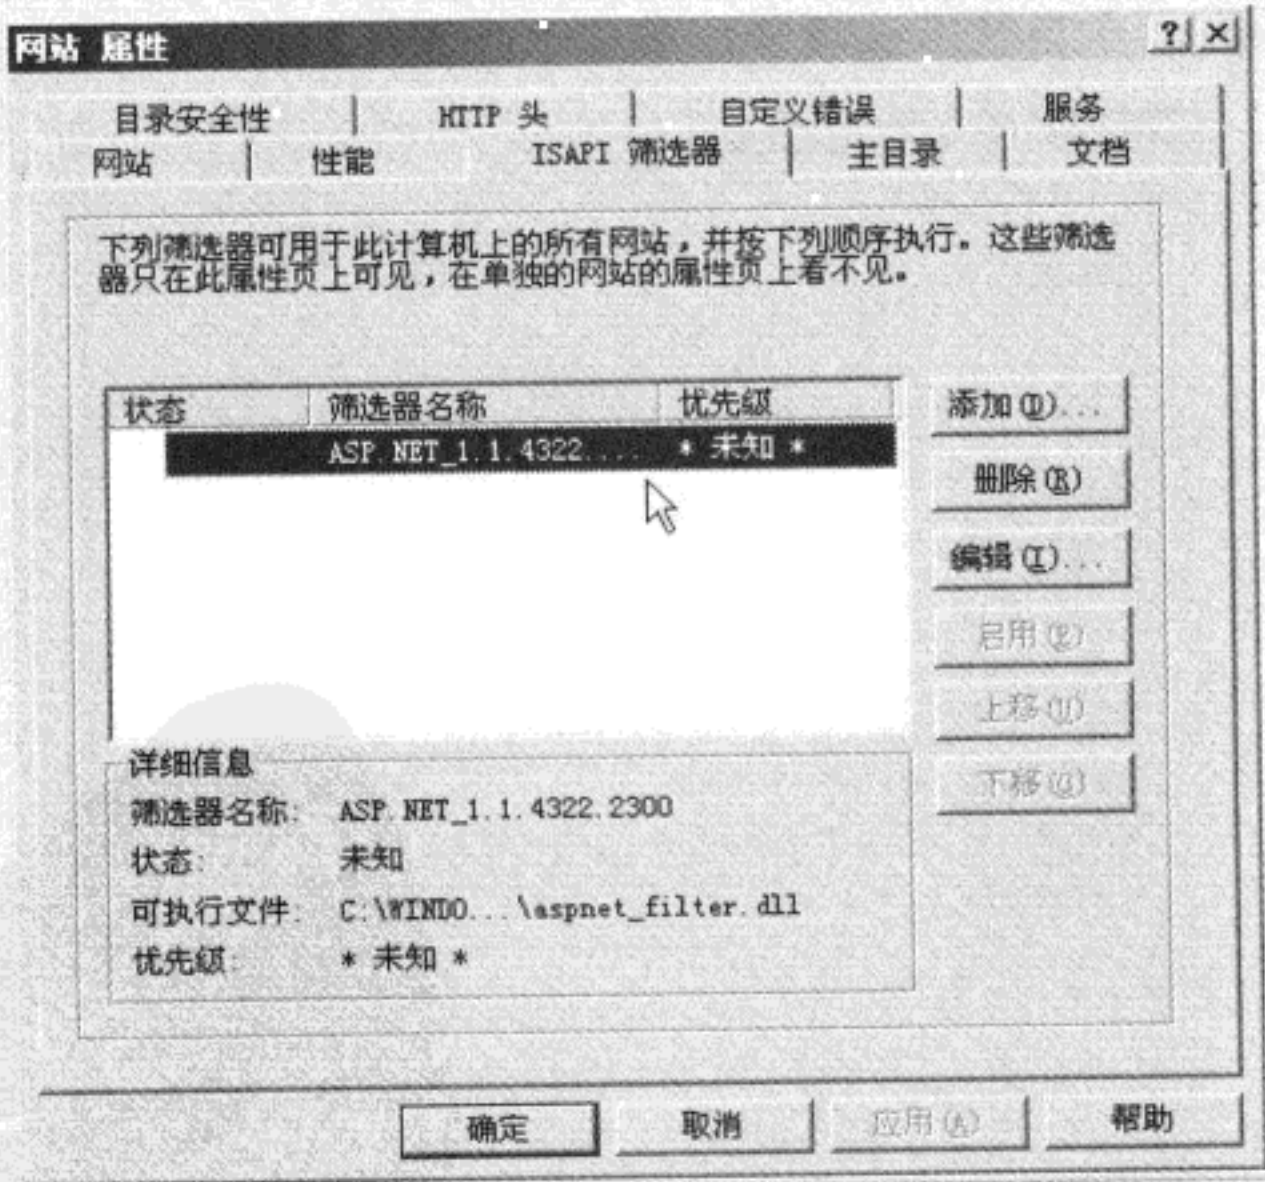 网站 属性
? ×
目录安全性 HTTP 头 自定义错误 服务
网站 性能 ISAPI 筛选器 主目录 文档
下列筛选器可用于此计算机上的所有网站，并按下列顺序执行。这些筛选
器只在此属性页上可见，在单独的网站的属性页上看不见。
状态 筛选器名称 优先级
ASP.NET_1.1.4322.... * 未知 *
添加(D)...
删除(R)
编辑(I)...
启用(E)
上移(U)
下移(O)
详细信息
筛选器名称: ASP.NET_1.1.4322.2300
状态: 未知
可执行文件: C:\WINDO...\aspnet_filter.dll
优先级: * 未知 *
确定 取消 应用(A) 帮助